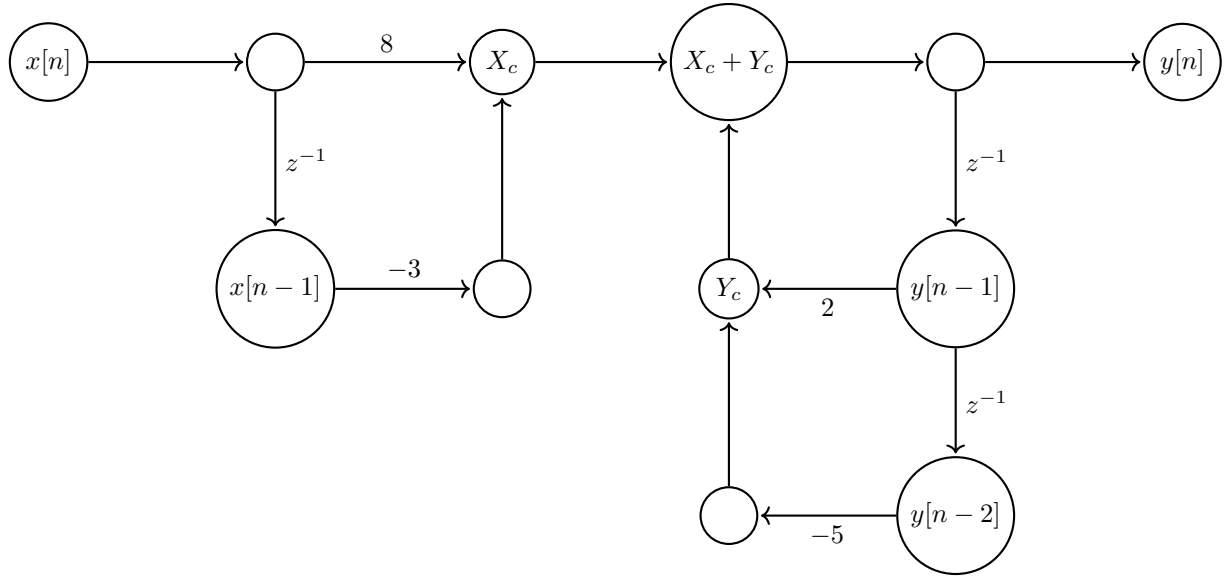 x[n]
8
X_c
X_c + Y_c
y[n]
z^{-1}
z^{-1}
x[n − 1]
−3
Y_c
2
y[n − 1]
z^{-1}
−5
y[n − 2]